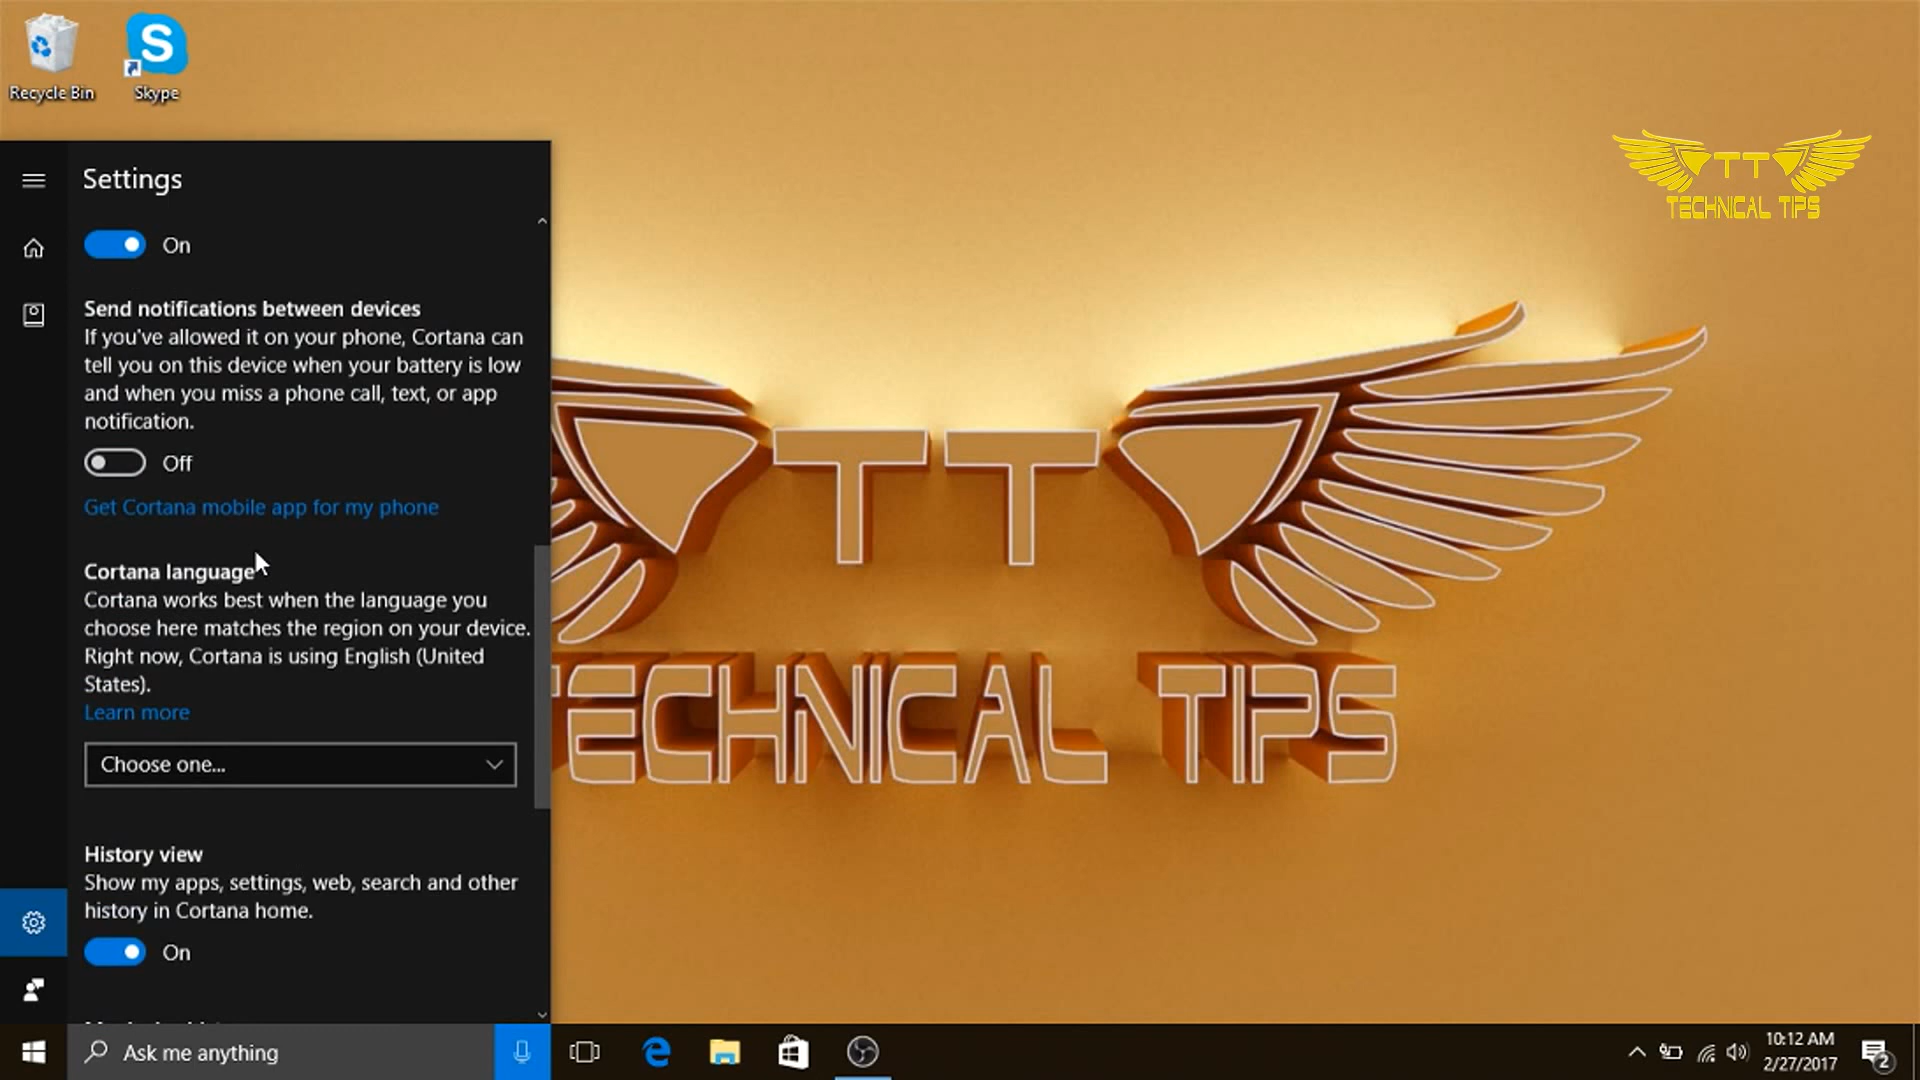 Recycle Bin
Skype
TT
TECHNICAL TIPS
Settings
On
Send notifications between devices
If you've allowed it on your phone, Cortana can
tell you on this device when your battery is low
and when you miss a phone call, text, or app
notification.
Off
Get Cortana mobile app for my phone
Cortana language
Cortana works best when the language you
choose here matches the region on your device.
Right now, Cortana is using English (United
States).
Learn more
Choose one...
History view
Show my apps, settings, web, search and other
history in Cortana home.
On
TT
TECHNICAL TIPS
Ask me anything
10:12 AM
2/27/2017
2